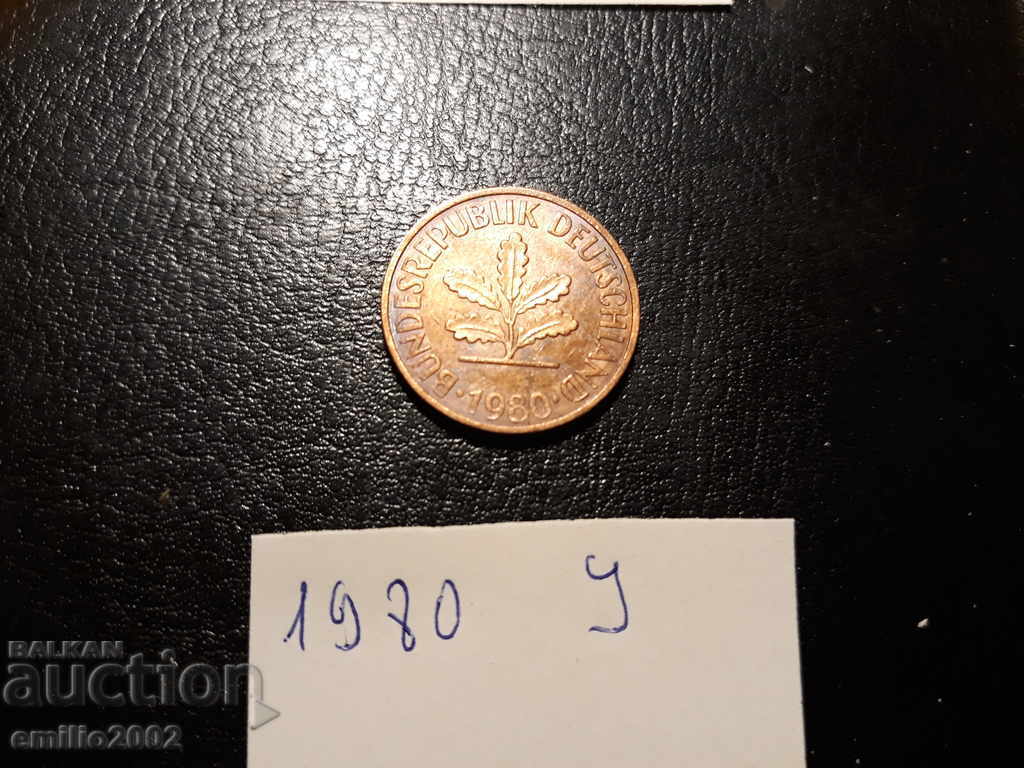 BUNDESREPUBLIK DEUTSCHLAND
· 1980 ·
1980 J
BALKAN
auction
emilio2002